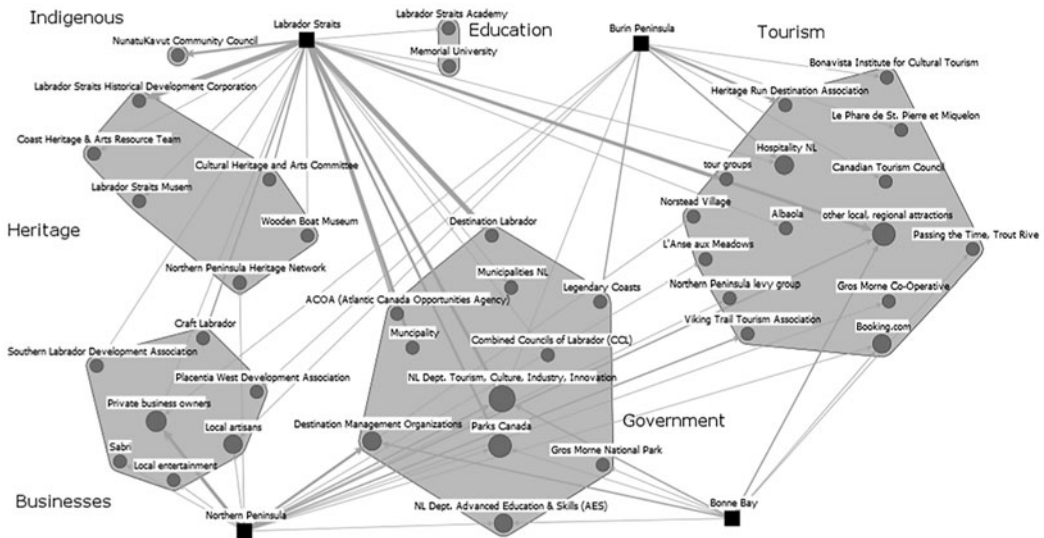 Indigenous
Labrador Straits
Labrador Straits Academy
Education
Burin Peninsula
Tourism
NunatuKavut Community Council
Memorial University
Bonavista Institute for Cultural Tourism
Labrador Straits Historical Development Corporation
Heritage Run Destination Association
Le Phare de St. Pierre et Miquelon
Coast Heritage & Arts Resource Team
Hospitality NL
Cultural Heritage and Arts Committee
tour groups
Canadian Tourism Council
Labrador Straits Musem
Norstead Village
Albaola
other local, regional attractions
Heritage
Wooden Boat Museum
Destination Labrador
Passing the Time, Trout Rive
L'Anse aux Meadows
Northern Peninsula Heritage Network
Municipalities NL
Legendary Coasts
Northern Peninsula levy group
Gros Morne Co-Operative
ACOA (Atlantic Canada Opportunities Agency)
Craft Labrador
Muncipality
Combined Councils of Labrador (CCL)
Viking Trail Tourism Association
Booking.com
Southern Labrador Development Association
Placentia West Development Association
NL Dept. Tourism, Culture, Industry, Innovation
Private business owners
Local artisans
Destination Management Organizations
Parks Canada
Government
Sabri
Local entertainment
Gros Morne National Park
Businesses
Northern Peninsula
NL Dept. Advanced Education & Skills (AES)
Bonne Bay